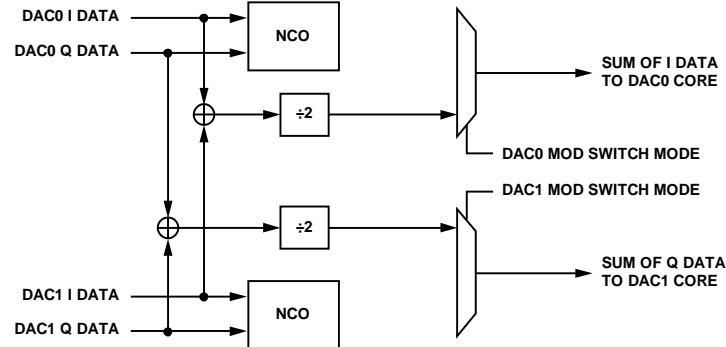 DAC0 I DATA
DAC0 Q DATA
NCO
÷2
SUM OF I DATA
TO DAC0 CORE
DAC0 MOD SWITCH MODE
DAC1 MOD SWITCH MODE
÷2
SUM OF Q DATA
TO DAC1 CORE
DAC1 I DATA
DAC1 Q DATA
NCO